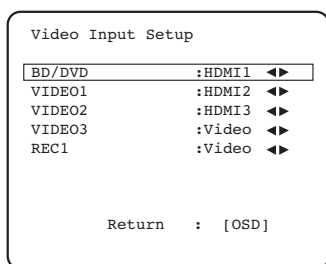 Video Input Setup
BD/DVD :HDMI1 ◀▶
VIDEO1 :HDMI2 ◀▶
VIDEO2 :HDMI3 ◀▶
VIDEO3 :Video ◀▶
REC1 :Video ◀▶
Return : [OSD]